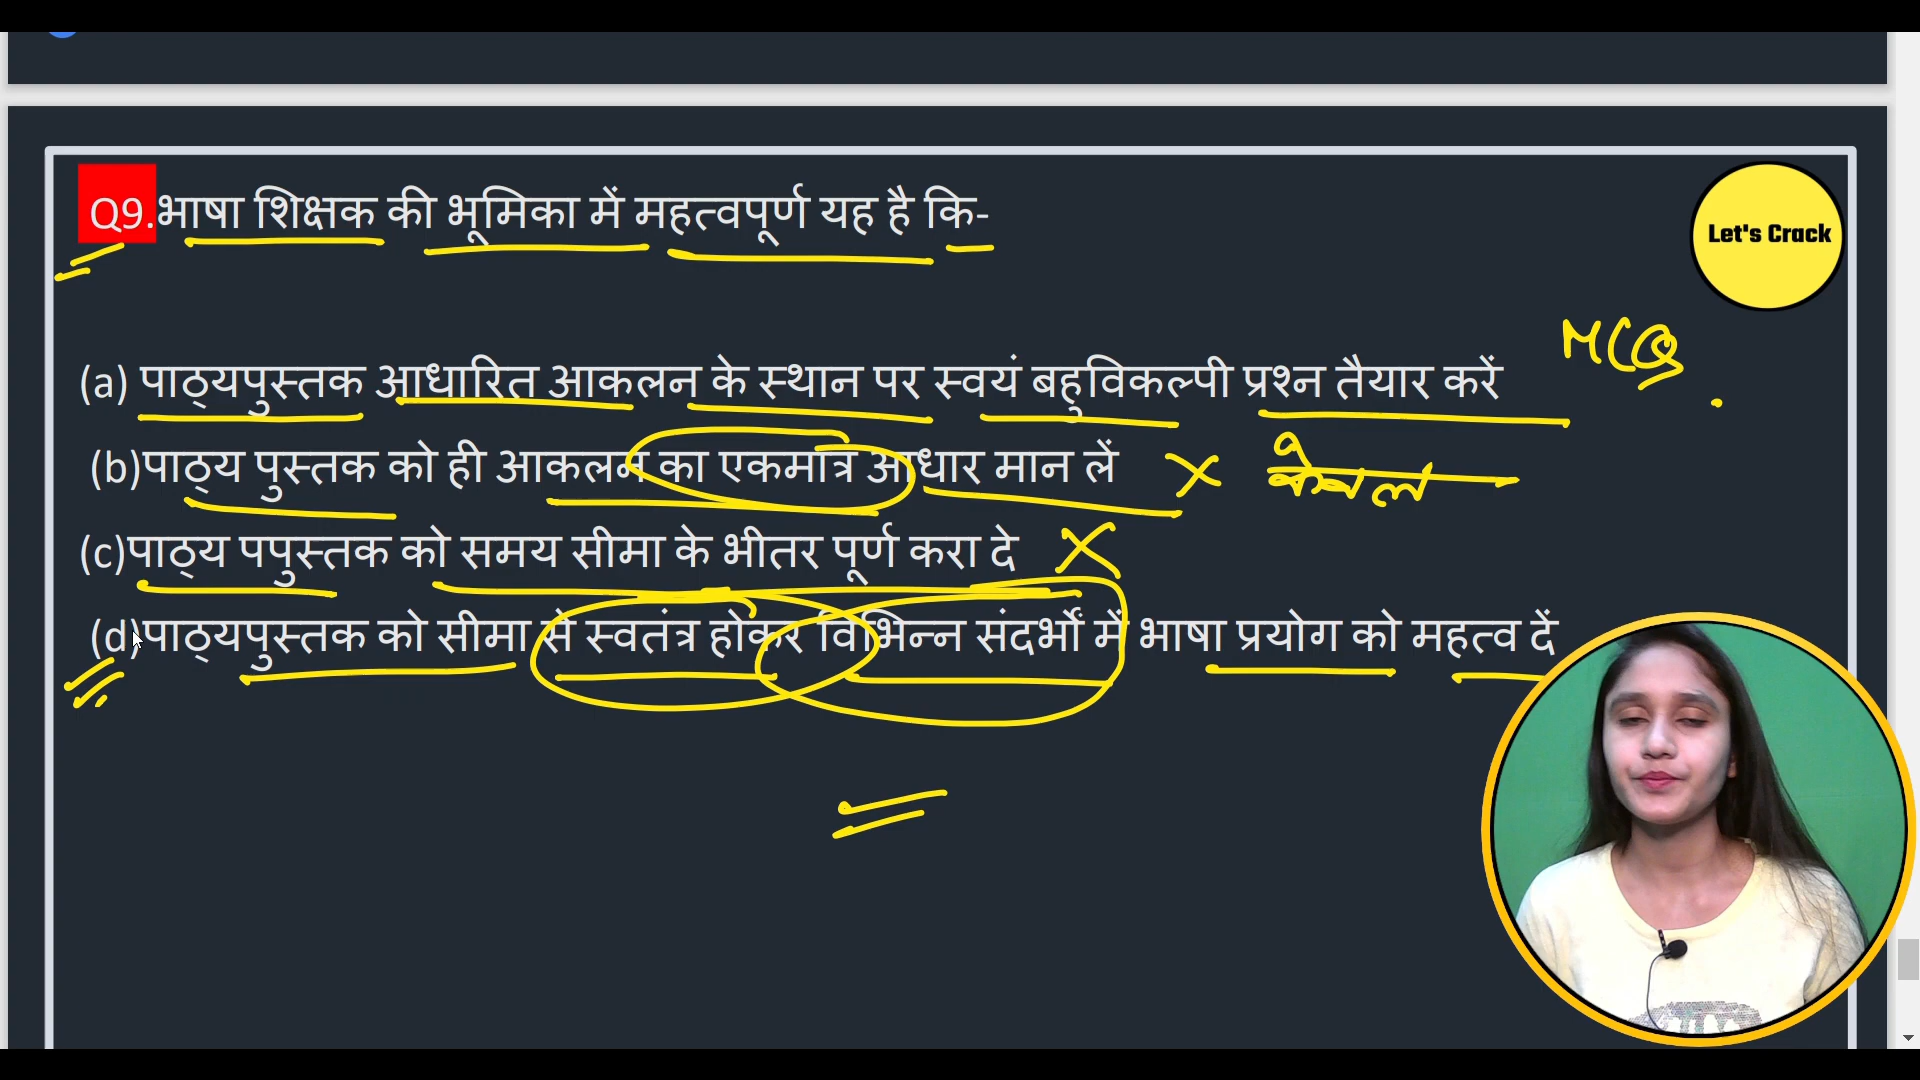 Q9.भाषा शिक्षक की भूमिका में महत्वपूर्ण यह है कि-
Let's Crack
MCQ
(a) पाठ्यपुस्तक आधारित आकलन के स्थान पर स्वयं बहुविकल्पी प्रश्न तैयार करें
(b)पाठ्य पुस्तक को ही आकलन का एकमात्र आधार मान लें
केवल
(c)पाठ्य पपुस्तक को समय सीमा के भीतर पूर्ण करा दे
(d)पाठ्यपुस्तक को सीमा से स्वतंत्र होकर विभिन्न संदर्भों में भाषा प्रयोग को महत्व दें